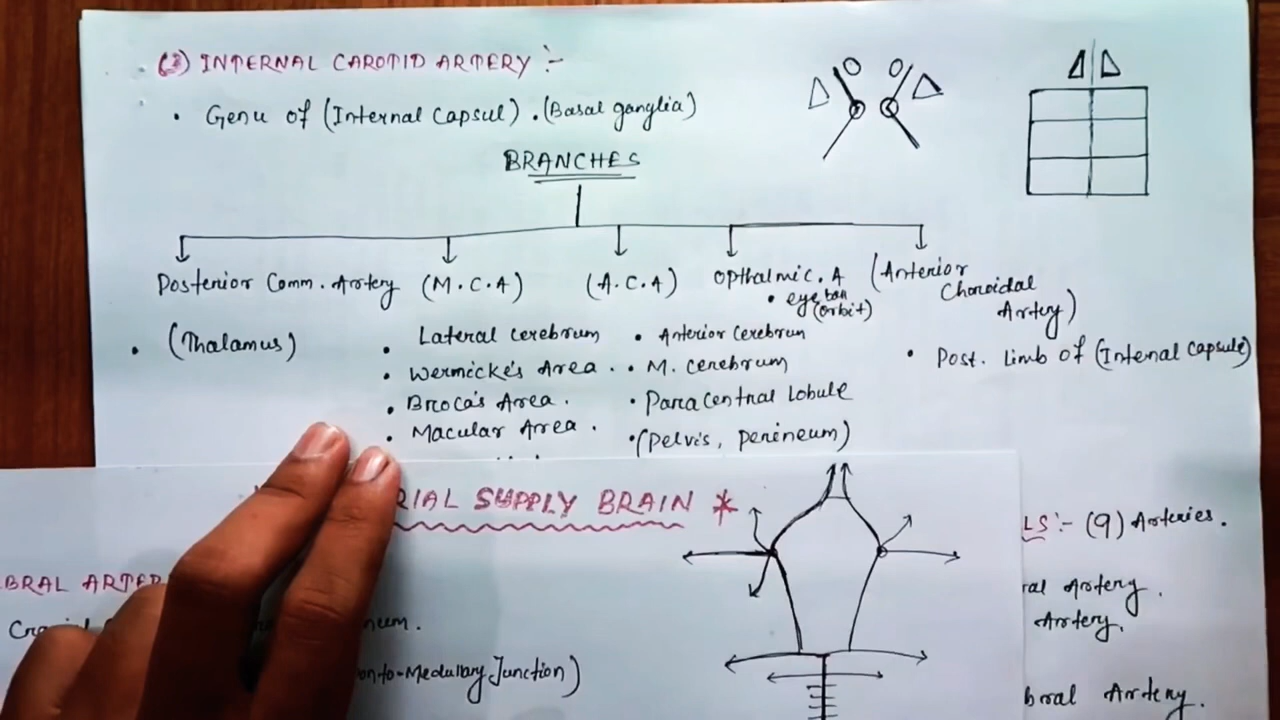 (3) INTERNAL CAROTID ARTERY :-
• Genu of (Internal Capsul) . (Basal ganglia)
BRANCHES
Posterior Comm. Artery
(M.C.A)
(A.C.A)
Opthalmic. A
(Anterior
Choroidal
Artery)
• eye
(orbit)
• (Thalamus)
• Lateral cerebrum
• Wernicke's Area .
• Broca's Area .
• Macular Area .
• Anterior Cerebrum
• M. cerebrum
• Paracentral lobule
• (Pelvis, perineum)
• Post. limb of (Internal capsule)
RIAL SUPPLY BRAIN *
LS :- (9) Arteries.
BRAL ARTER
ral Artery.
Artery.
neum.
onto-Medullary Junction)
bral Artery.